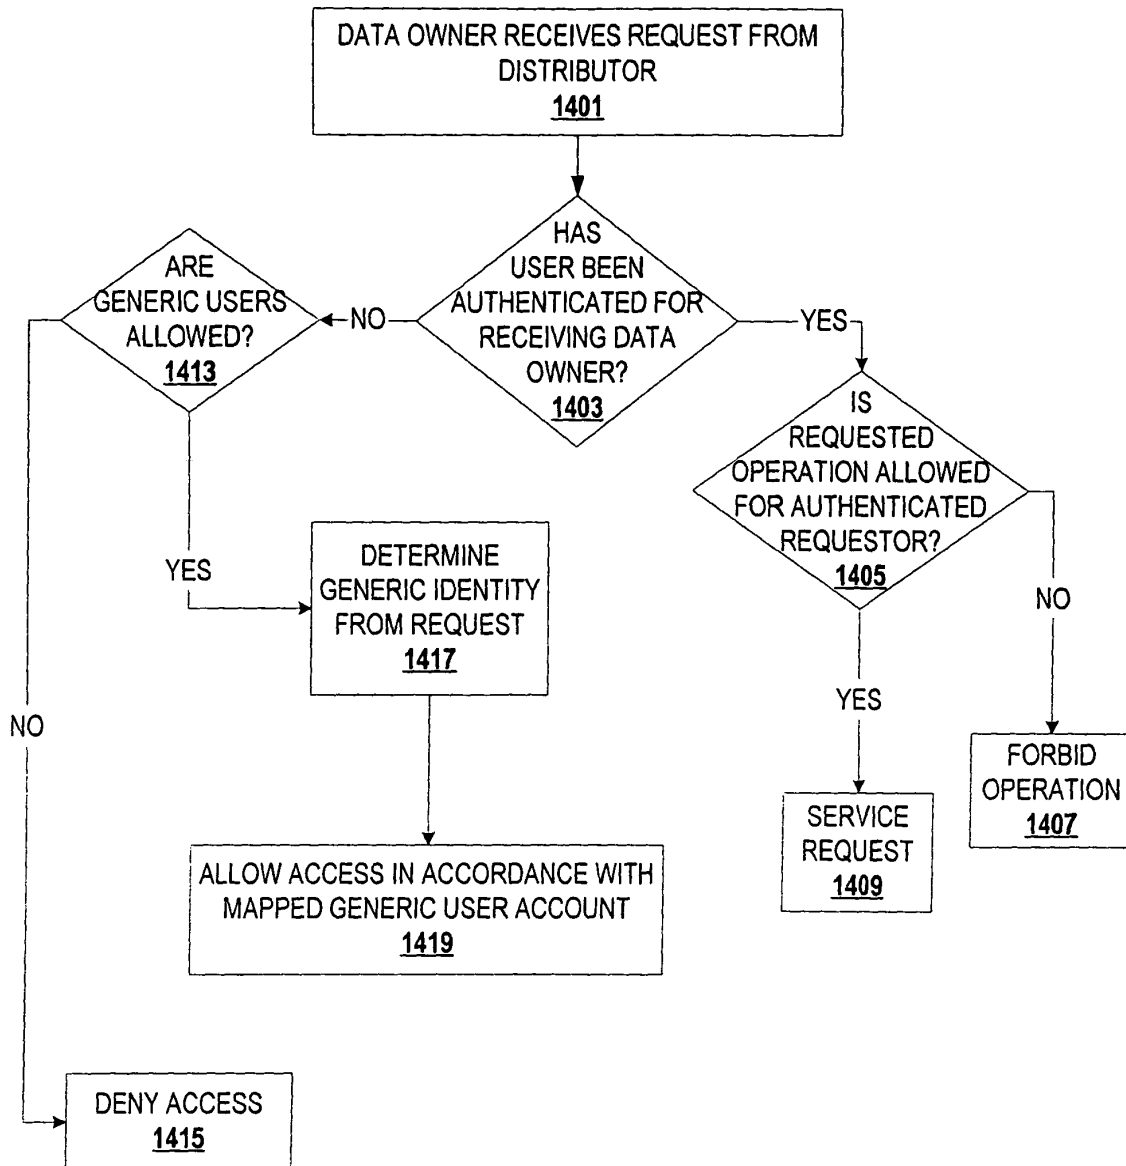 DATA OWNER RECEIVES REQUEST FROM
DISTRIBUTOR
1401
HAS
USER BEEN
AUTHENTICATED FOR
RECEIVING DATA
OWNER?
1403
ARE
GENERIC USERS
ALLOWED?
1413
NO
YES
IS
REQUESTED
OPERATION ALLOWED
FOR AUTHENTICATED
REQUESTOR?
1405
YES
DETERMINE
GENERIC IDENTITY
FROM REQUEST
1417
NO
YES
NO
FORBID
OPERATION
1407
SERVICE
REQUEST
1409
ALLOW ACCESS IN ACCORDANCE WITH
MAPPED GENERIC USER ACCOUNT
1419
DENY ACCESS
1415